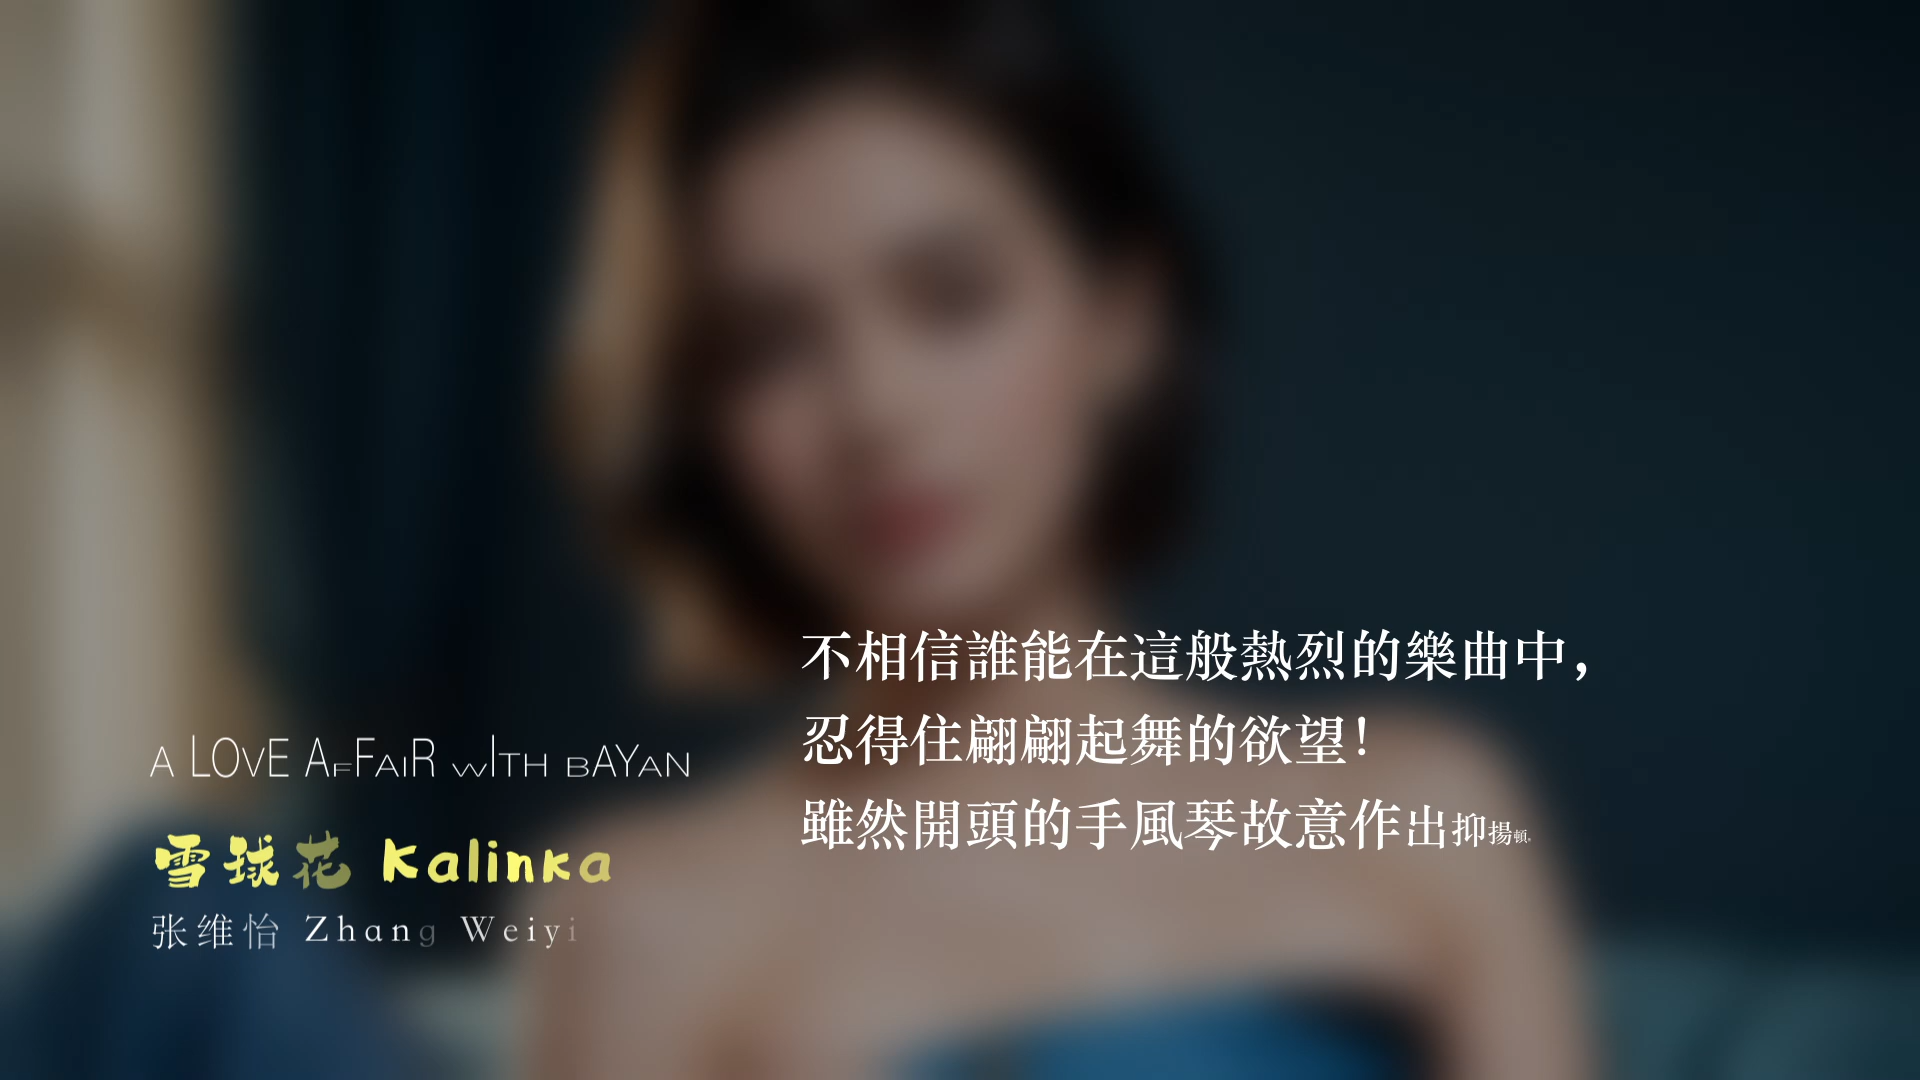 A LOVE AFFAIR WITH BAYAN
雪球花 Kalinka
张维怡 Zhang Weiyi
不相信誰能在這般熱烈的樂曲中，
忍得住翩翩起舞的欲望！
雖然開頭的手風琴故意作出抑揚頓